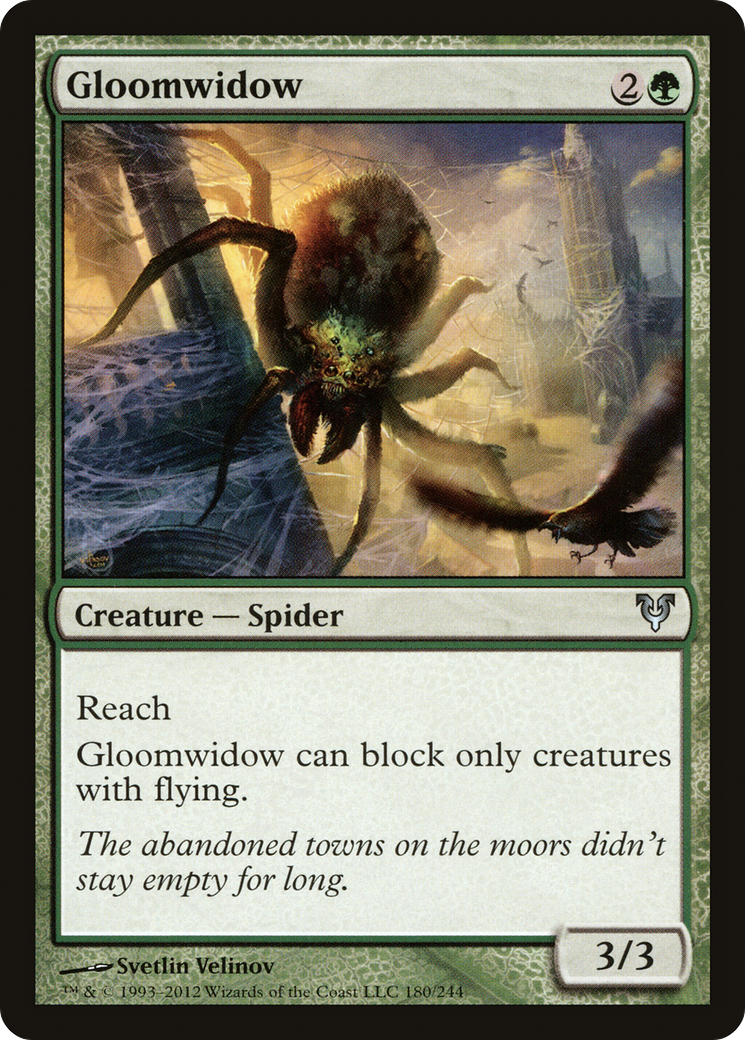 Gloomwidow
2
Creature — Spider
Reach
Gloomwidow can block only creatures
with flying.
The abandoned towns on the moors didn't
stay empty for long.
3/3
Svetlin Velinov
™ & © 1993–2012 Wizards of the Coast LLC 180/244